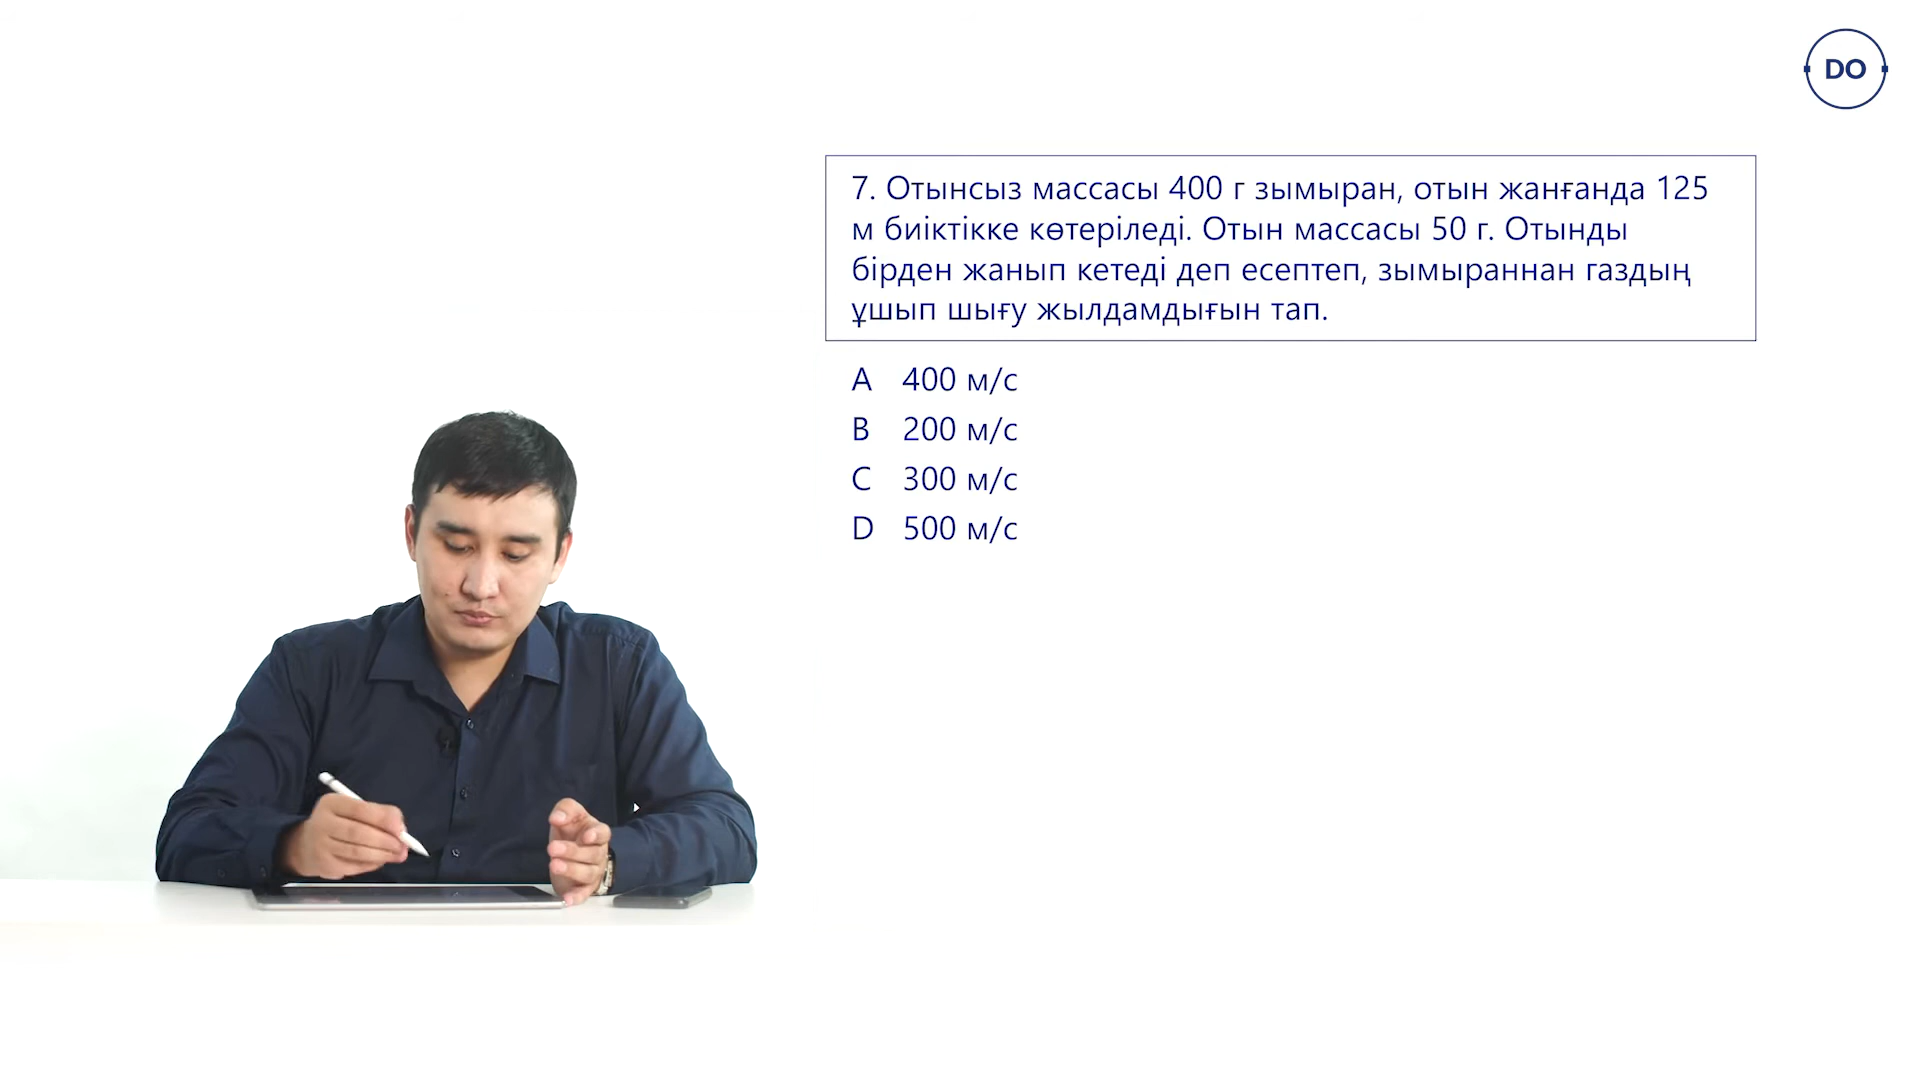 DO
7. Отынсыз массасы 400 г зымыран, отын жанғанда 125
м биіктікке көтеріледі. Отын массасы 50 г. Отынды
бірден жанып кетеді деп есептеп, зымыраннан газдың
ұшып шығу жылдамдығын тап.
A 400 м/с
B 200 м/с
C 300 м/с
D 500 м/с